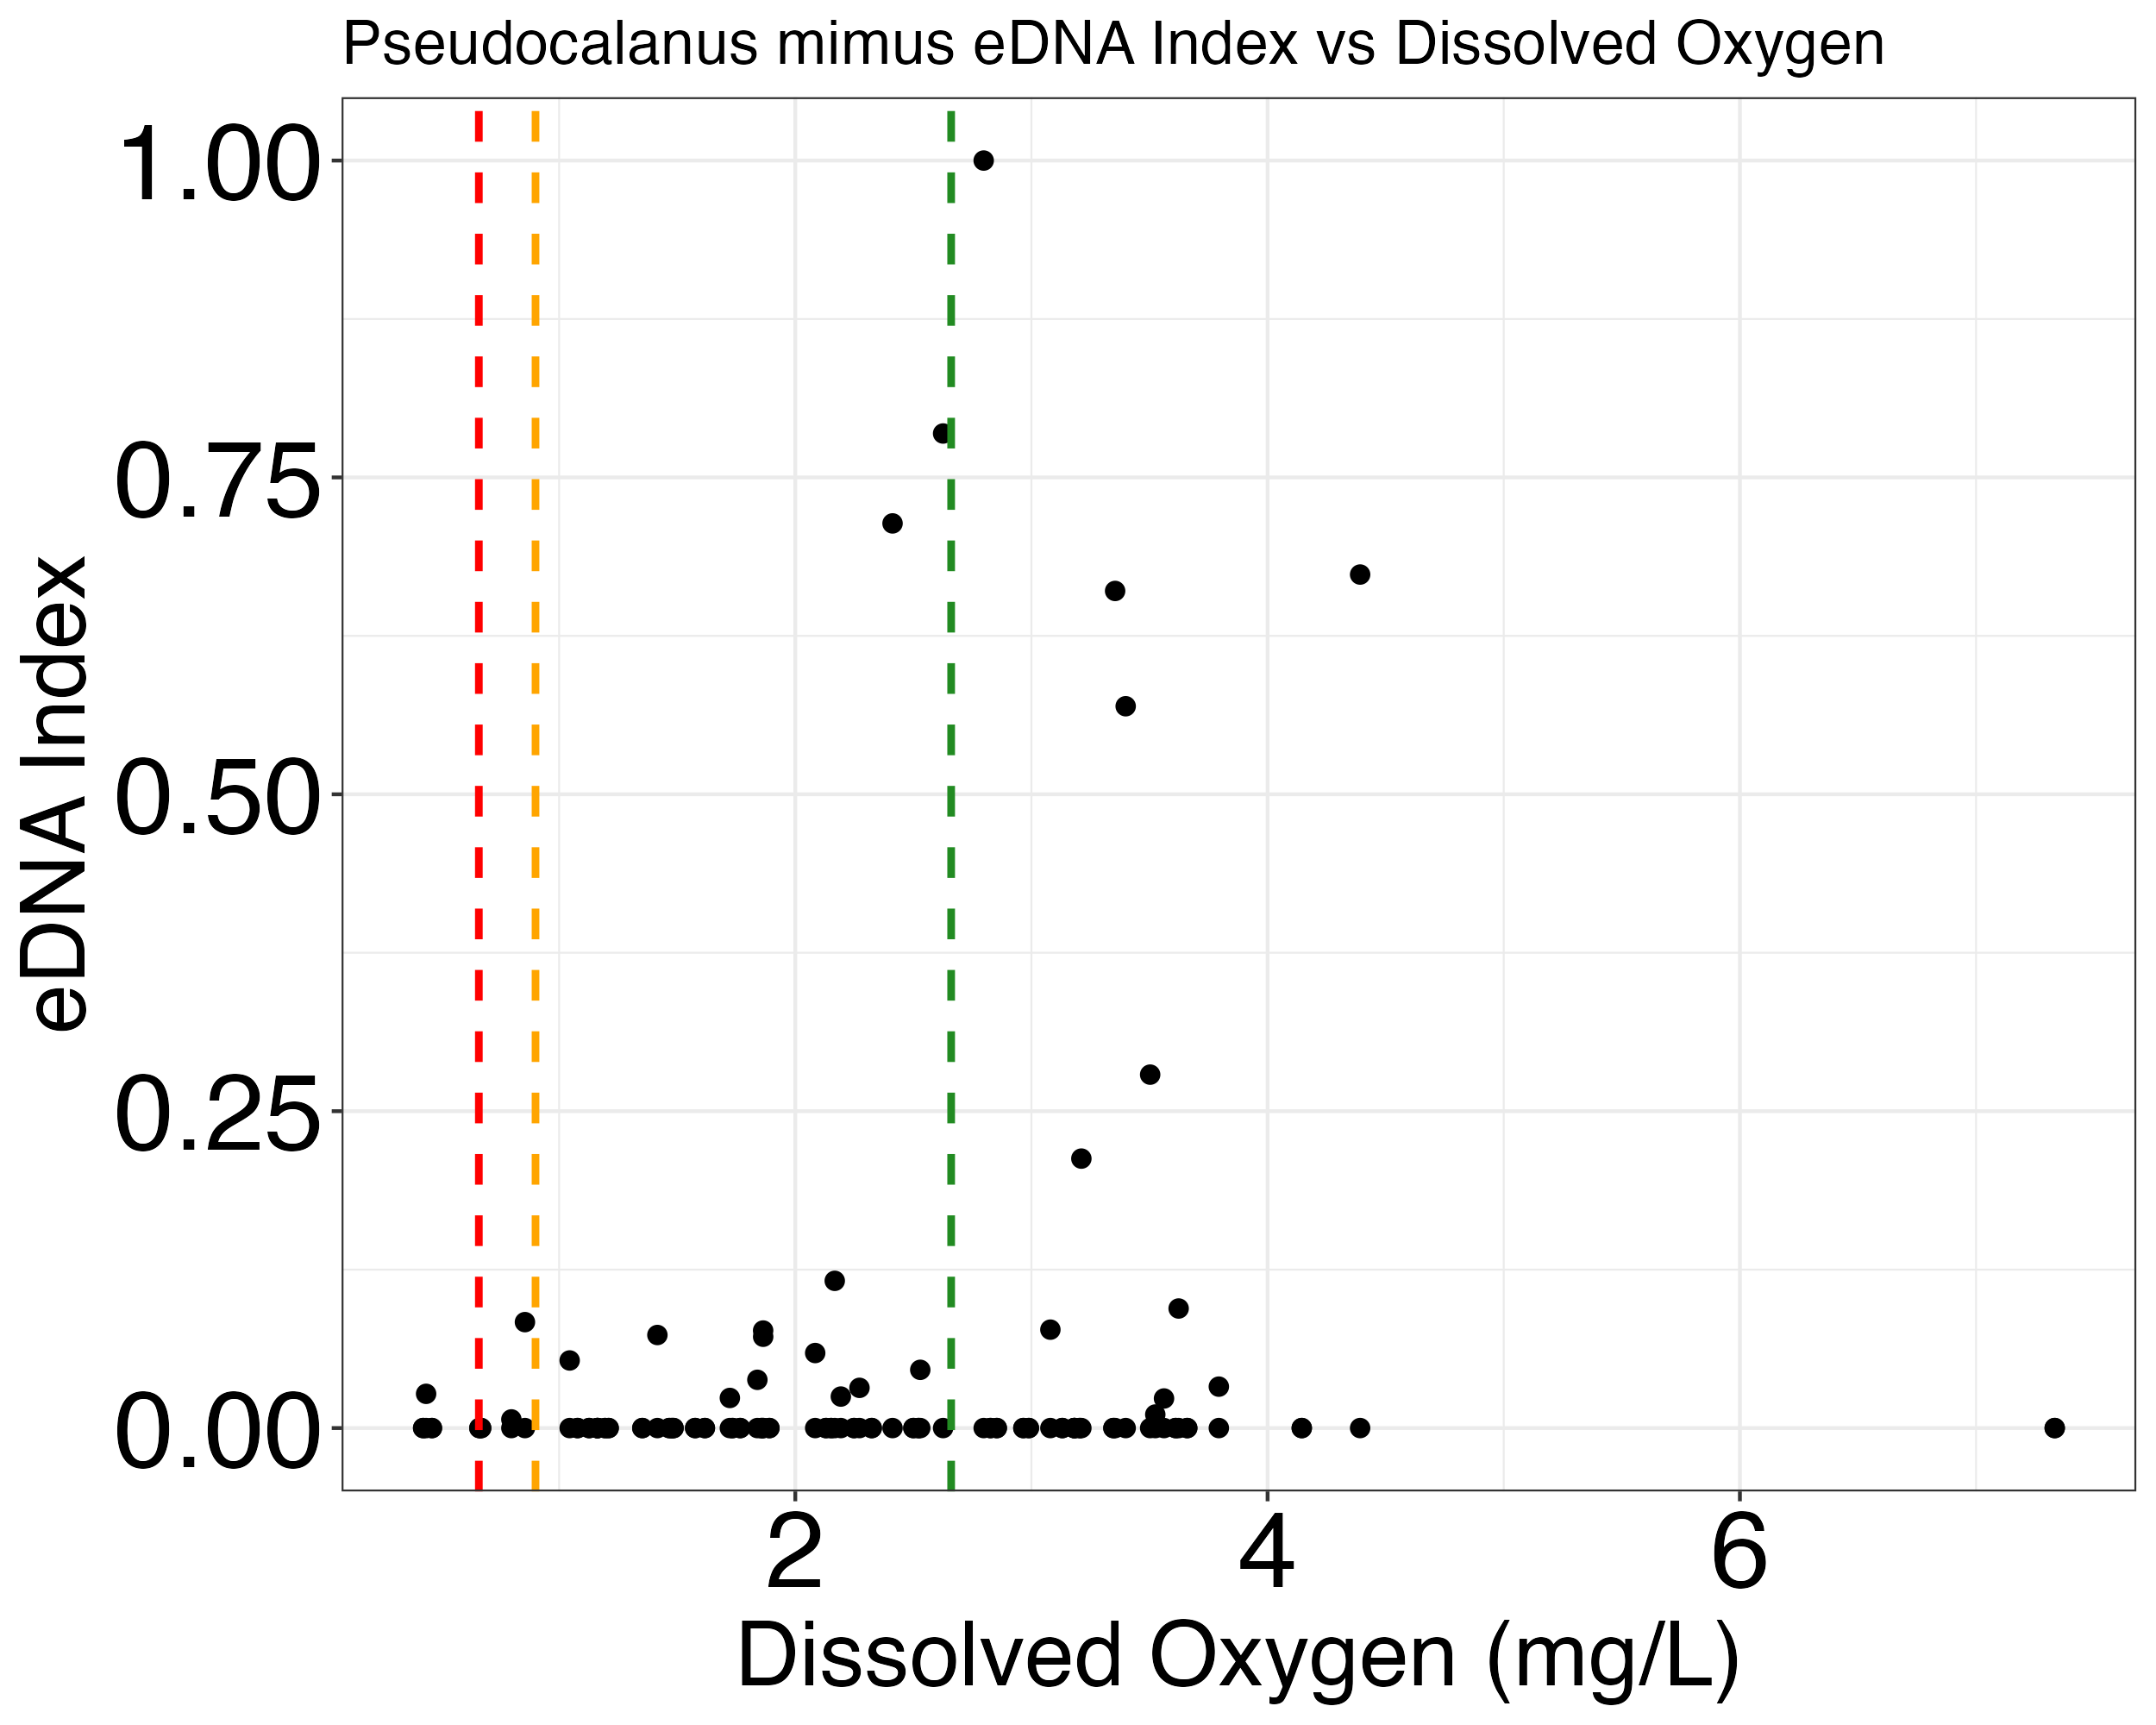 Pseudocalanus mimus eDNA Index vs Dissolved Oxygen
1.00
0.75
0.50
0.25
0.00
eDNA Index
2 4 6
Dissolved Oxygen (mg/L)